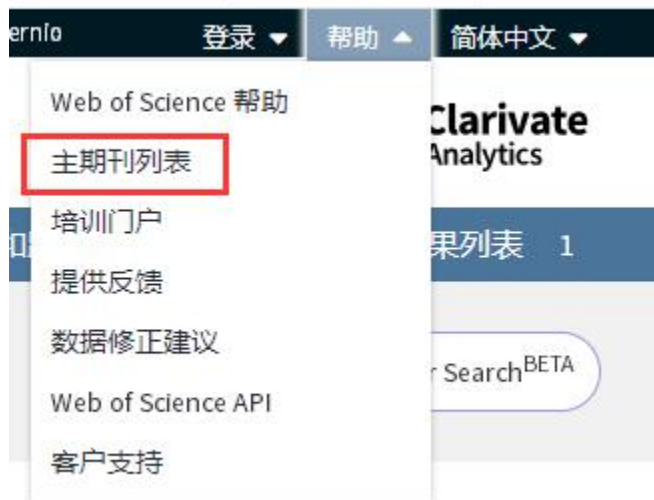 ernio 登录 帮助 简体中文
Web of Science 帮助
Clarivate
Analytics
主期刊列表
培训门户
果列表 1
提供反馈
数据修正建议
r Search BETA
Web of Science API
客户支持